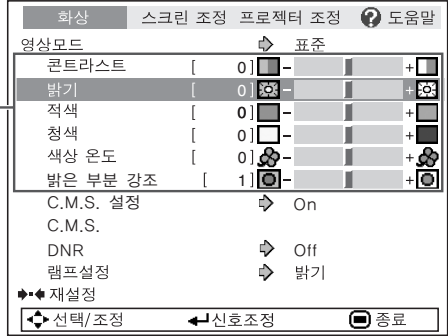 화상 스크린 조정 프로젝터 조정 ? 도움말
영상모드 표준
콘트라스트 [ 0] - +
밝기 [ 0] - +
적색 [ 0] - +
청색 [ 0] - +
색상 온도 [ 0] - +
밝은 부분 강조 [ 1] - +
C.M.S. 설정 On
C.M.S.
DNR Off
램프설정 밝기
재설정
선택/조정 신호조정 종료